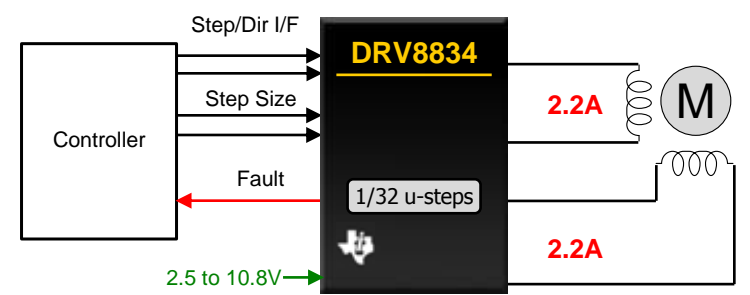 Step/Dir I/F
DRV8834
Step Size
2.2A
M
Controller
Fault
1/32 u-steps
2.2A
2.5 to 10.8V